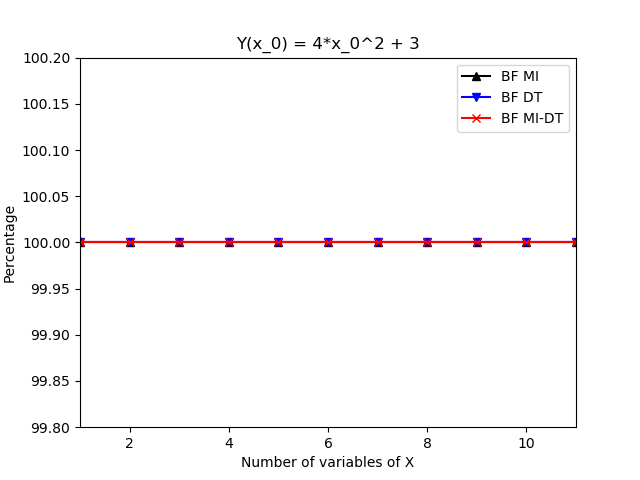 Y(x_0) = 4*x_0^2 + 3
100.20
100.15
100.10
100.05
100.00
99.95
99.90
99.85
99.80
Percentage
BF MI
BF DT
BF MI-DT
2
4
6
8
10
Number of variables of X